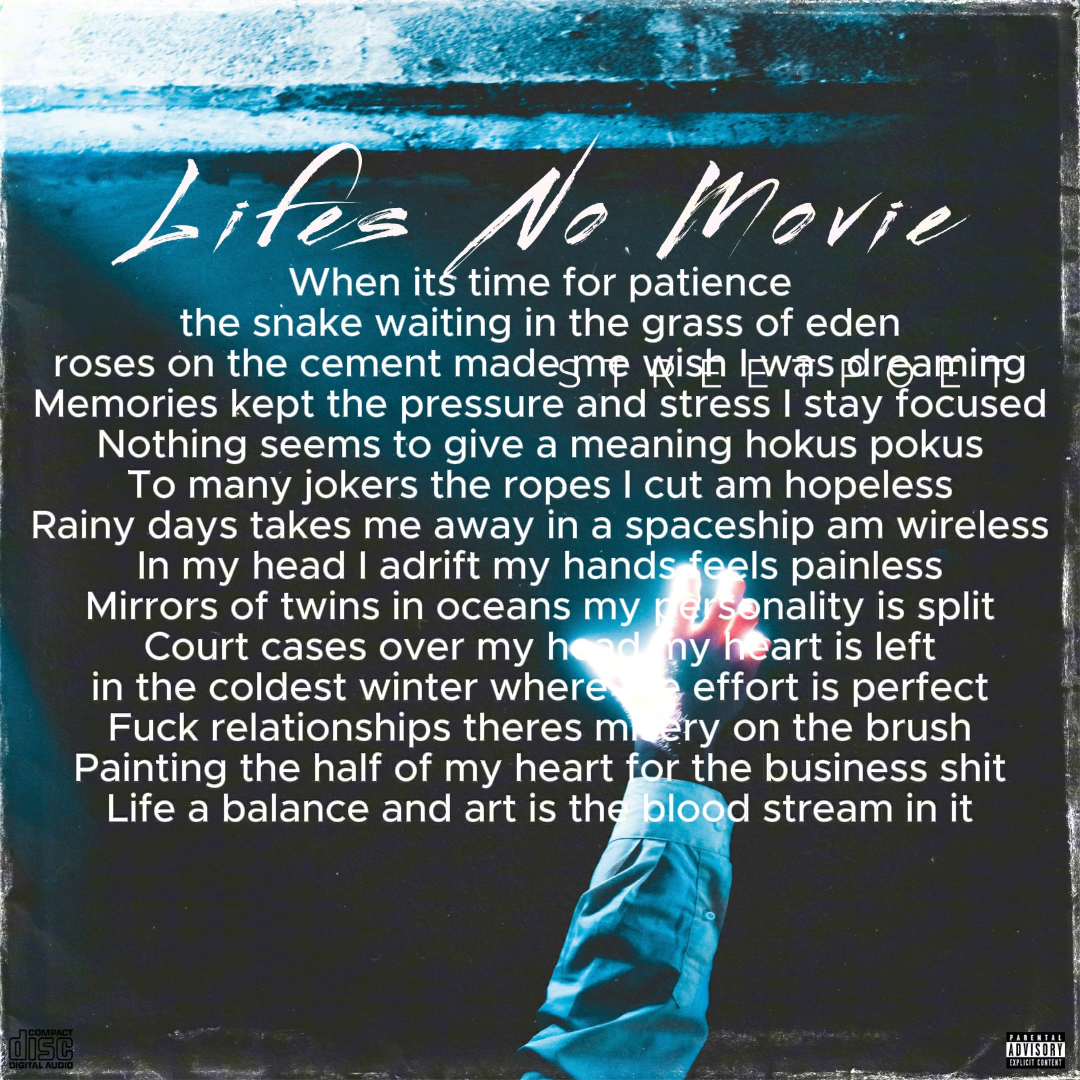 Lifes No Movie
When its time for patience
the snake waiting in the grass of eden
roses on the cement made me wish I was dreaming
STREETPOET
Memories kept the pressure and stress I stay focused
Nothing seems to give a meaning hokus pokus
To many jokers the ropes I cut am hopeless
Rainy days takes me away in a spaceship am wireless
In my head I adrift my hands feels painless
Mirrors of twins in oceans my personality is split
Court cases over my head my heart is left
in the coldest winter where effort is perfect
Fuck relationships theres misery on the brush
Painting the half of my heart for the business shit
Life a balance and art is the blood stream in it
COMPACT
disc
DIGITAL AUDIO
PARENTAL
ADVISORY
EXPLICIT CONTENT